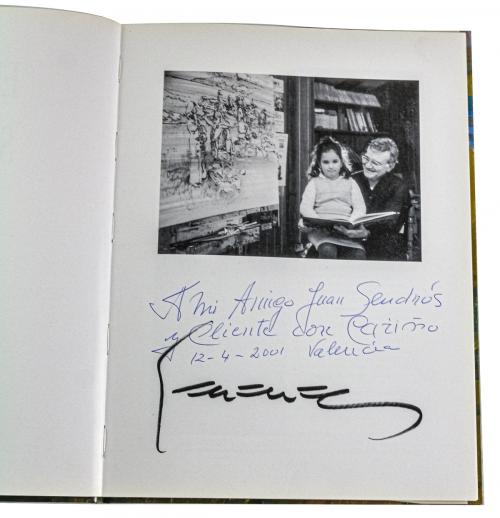 A mi Amigo Juan Sendrós
y Cliente con Cariño
12-4-2001 Valencia